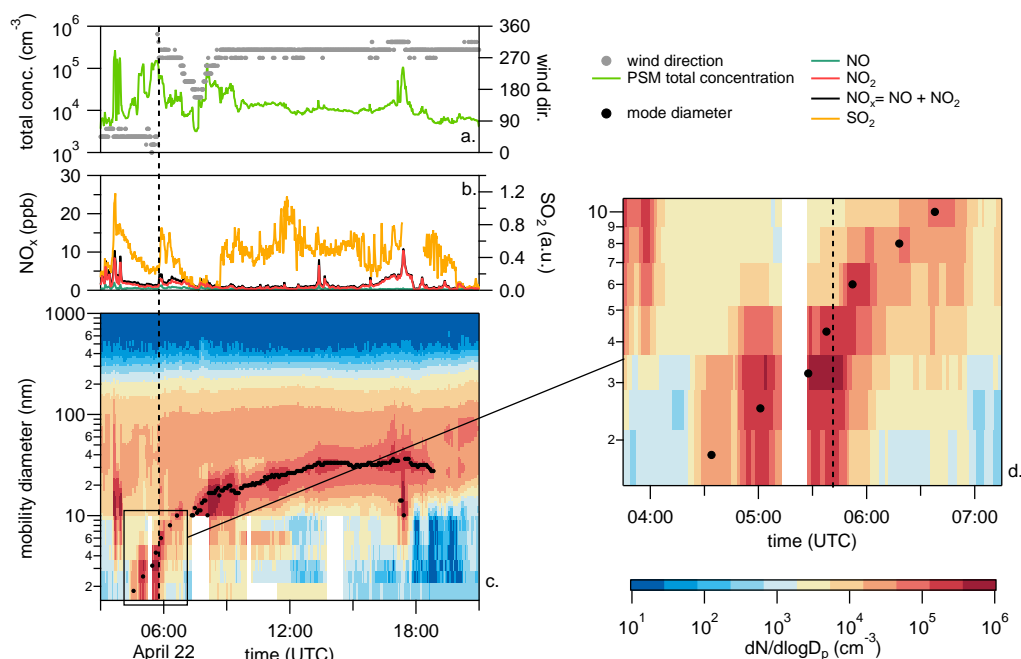 total conc. (cm⁻³)
10⁶
10⁵
10⁴
10³
360
270
180
90
0
wind dir.
a.
wind direction
PSM total concentration
mode diameter
NO
NO₂
NOₓ= NO + NO₂
SO₂
NOₓ (ppb)
30
25
20
15
10
5
0
b.
1.2
0.8
0.4
0.0
SO₂ (a.u.)
mobility diameter (nm)
1000
6
4
2
100
6
4
2
10
6
4
2
c.
06:00
12:00
18:00
April 22
time (UTC)
10
9
8
7
6
5
4
3
2
d.
04:00
05:00
06:00
07:00
time (UTC)
10¹
10²
10³
10⁴
10⁵
10⁶
dN/dlogDₚ (cm⁻³)